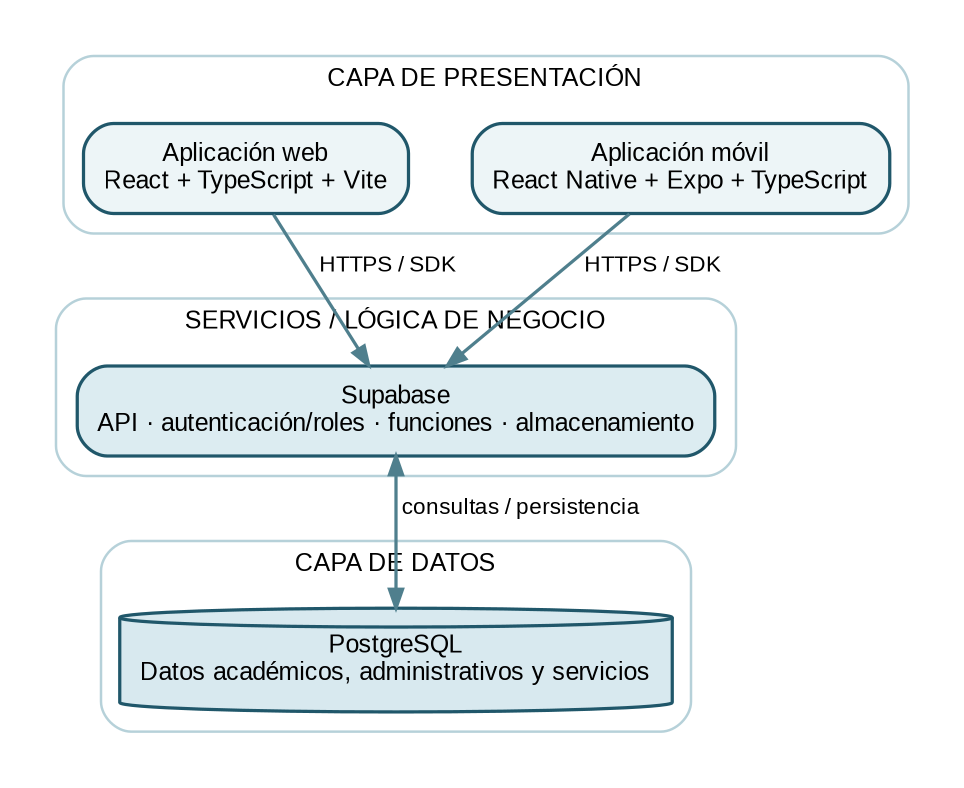 CAPA DE PRESENTACIÓN
Aplicación web
React + TypeScript + Vite
Aplicación móvil
React Native + Expo + TypeScript
HTTPS / SDK
HTTPS / SDK
SERVICIOS / LÓGICA DE NEGOCIO
Supabase
API · autenticación/roles · funciones · almacenamiento
consultas / persistencia
CAPA DE DATOS
PostgreSQL
Datos académicos, administrativos y servicios